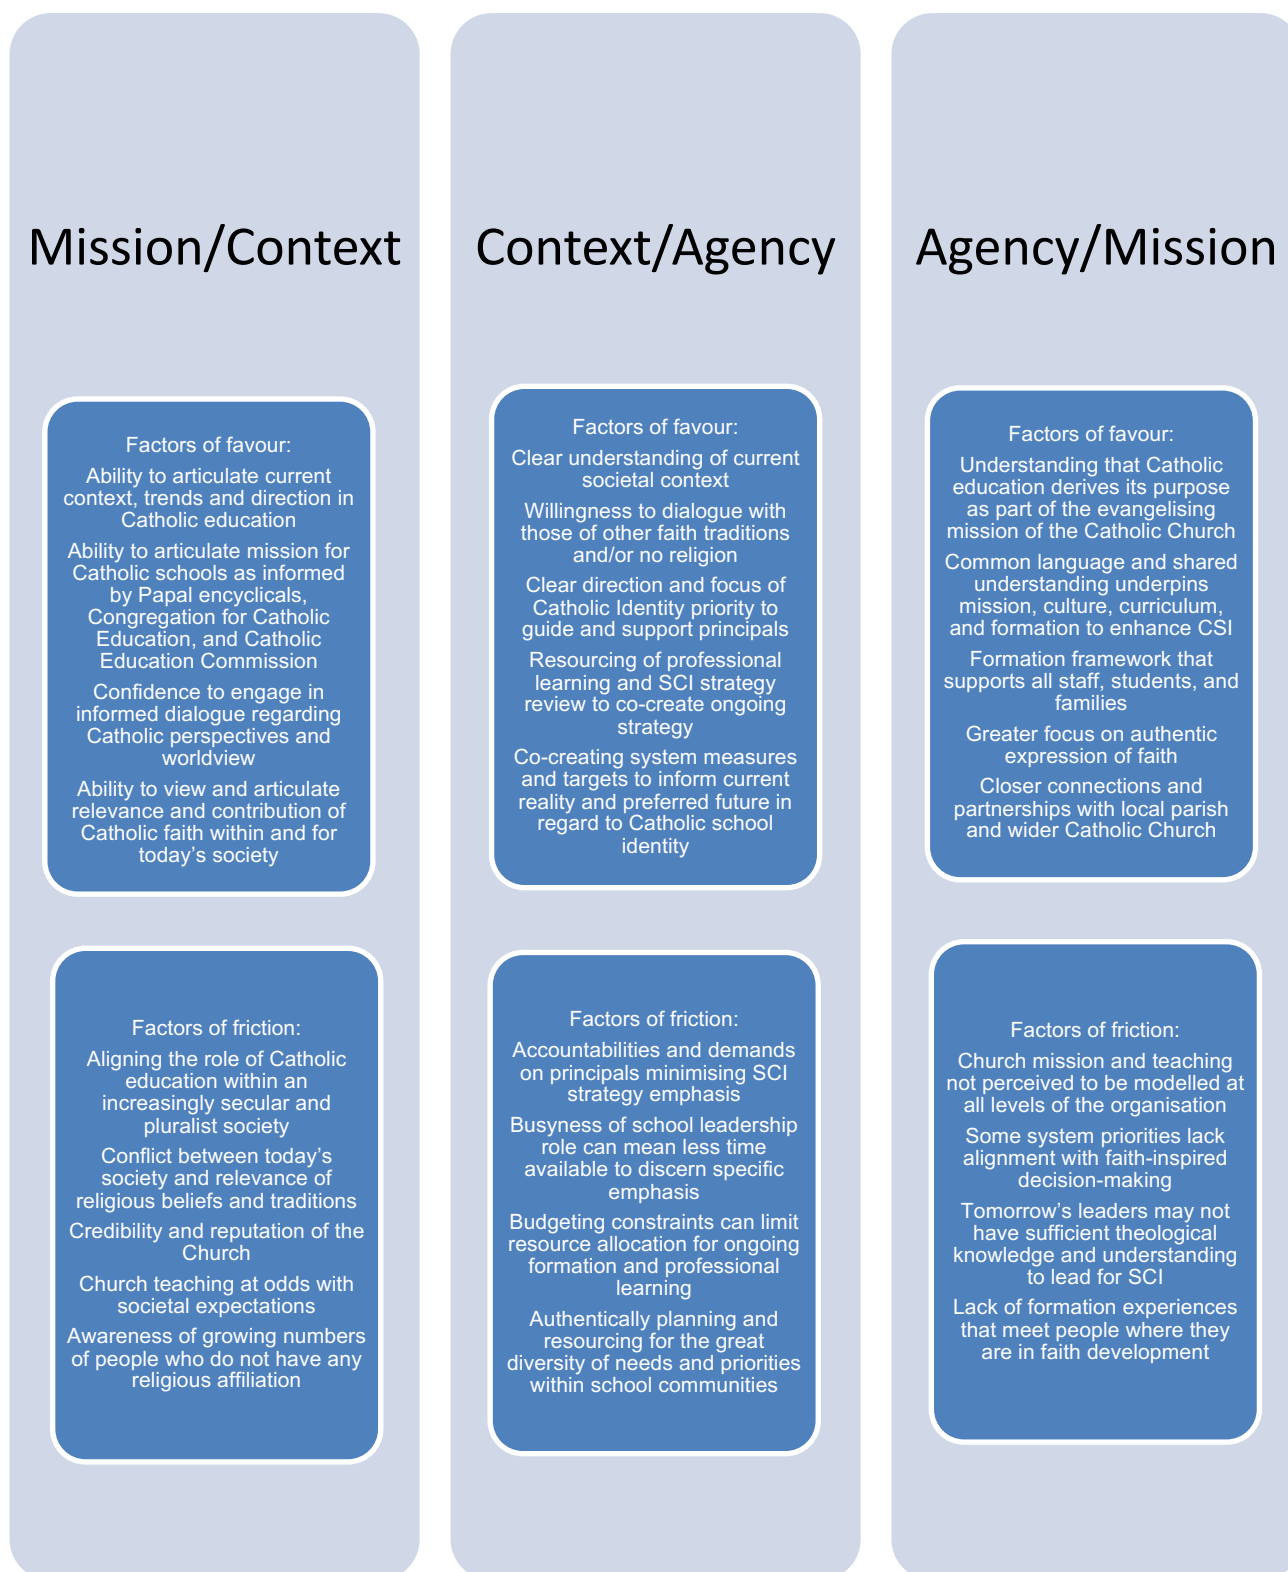 Mission/Context
Factors of favour:
Ability to articulate current
context, trends and direction in
Catholic education
Ability to articulate mission for
Catholic schools as informed
by Papal encyclicals,
Congregation for Catholic
Education, and Catholic
Education Commission
Confidence to engage in
informed dialogue regarding
Catholic perspectives and
worldview
Ability to view and articulate
relevance and contribution of
Catholic faith within and for
today's society
Factors of friction:
Aligning the role of Catholic
education within an
increasingly secular and
pluralist society
Conflict between today's
society and relevance of
religious beliefs and traditions
Credibility and reputation of the
Church
Church teaching at odds with
societal expectations
Awareness of growing numbers
of people who do not have any
religious affiliation
Context/Agency
Factors of favour:
Clear understanding of current
societal context
Willingness to dialogue with
those of other faith traditions
and/or no religion
Clear direction and focus of
Catholic Identity priority to
guide and support principals
Resourcing of professional
learning and SCI strategy
review to co-create ongoing
strategy
Co-creating system measures
and targets to inform current
reality and preferred future in
regard to Catholic school
identity
Factors of friction:
Accountabilities and demands
on principals minimising SCI
strategy emphasis
Busyness of school leadership
role can mean less time
available to discern specific
emphasis
Budgeting constraints can limit
resource allocation for ongoing
formation and professional
learning
Authentically planning and
resourcing for the great
diversity of needs and priorities
within school communities
Agency/Mission
Factors of favour:
Understanding that Catholic
education derives its purpose
as part of the evangelising
mission of the Catholic Church
Common language and shared
understanding underpins
mission, culture, curriculum,
and formation to enhance CSI
Formation framework that
supports all staff, students, and
families
Greater focus on authentic
expression of faith
Closer connections and
partnerships with local parish
and wider Catholic Church
Factors of friction:
Church mission and teaching
not perceived to be modelled at
all levels of the organisation
Some system priorities lack
alignment with faith-inspired
decision-making
Tomorrow's leaders may not
have sufficient theological
knowledge and understanding
to lead for SCI
Lack of formation experiences
that meet people where they
are in faith development